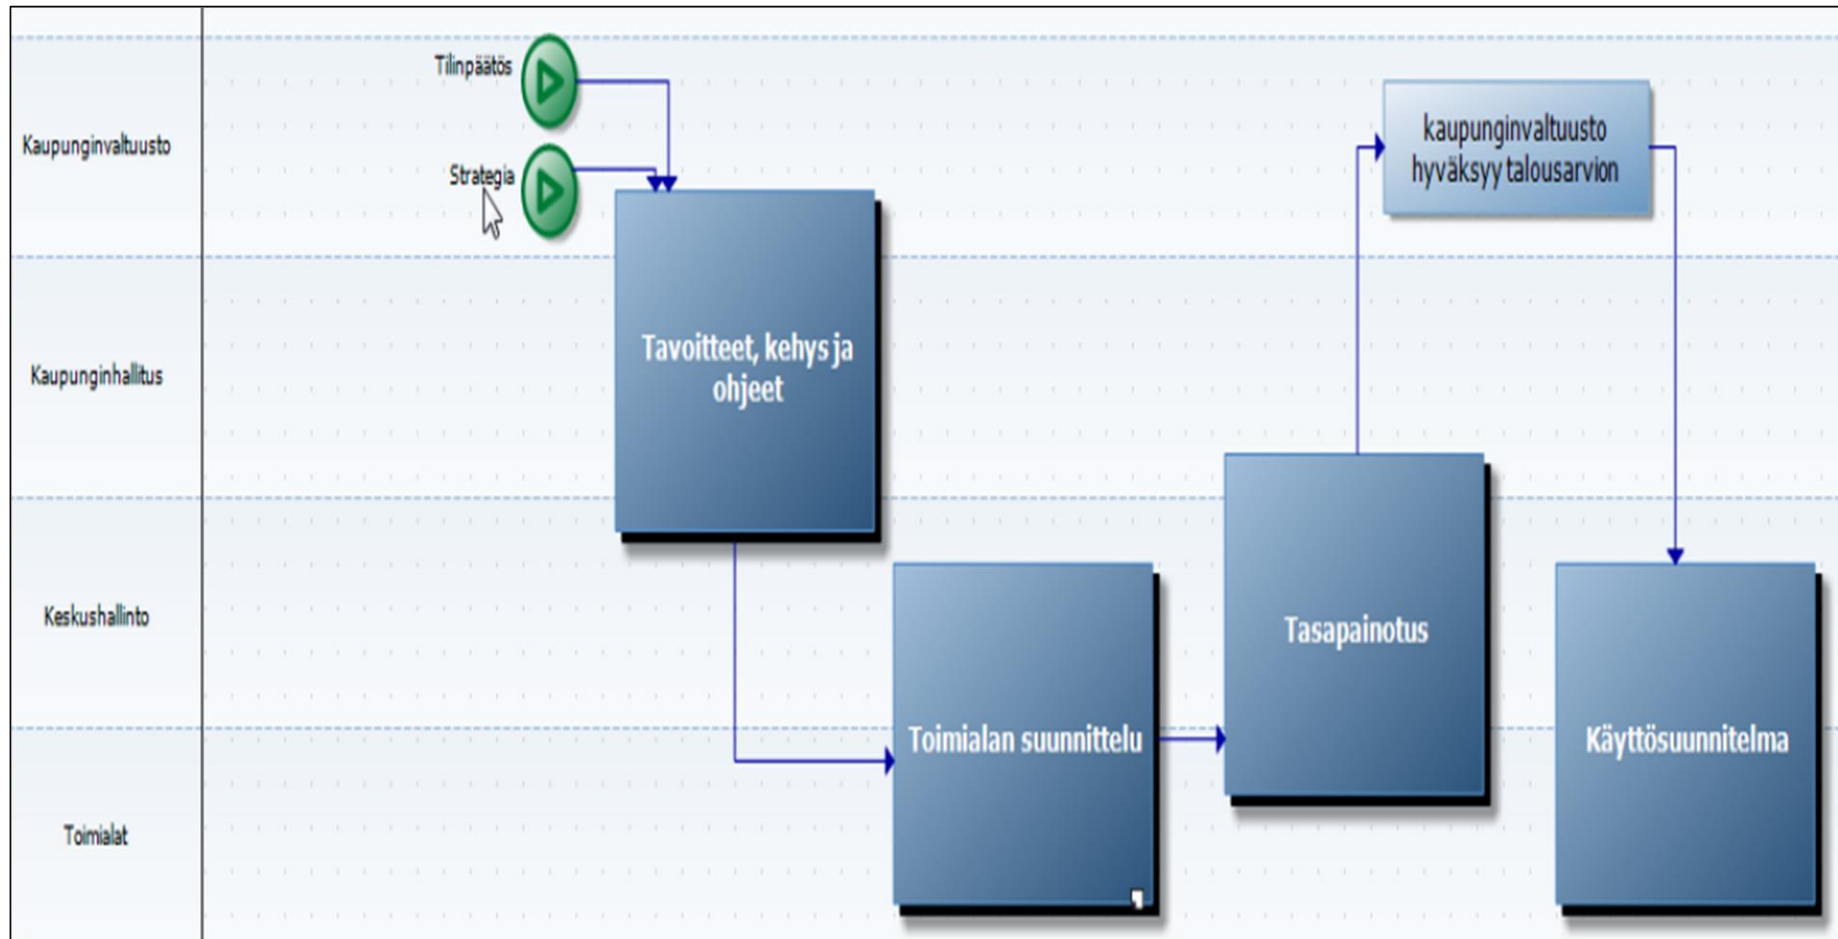 Tilinpäätös
Strategia
Kaupunginvaltuusto
kaupunginvaltuusto
hyväksyy talousarvion
Kaupunginhallitus
Tavoitteet, kehys ja
ohjeet
Keskushallinto
Tasapainotus
Toimialan suunnittelu
Käyttösuunnitelma
Toimialat